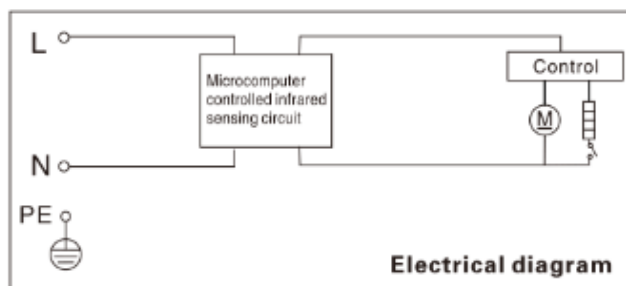 L
Microcomputer
controlled infrared
sensing circuit
Control
M
N
PE
Electrical diagram